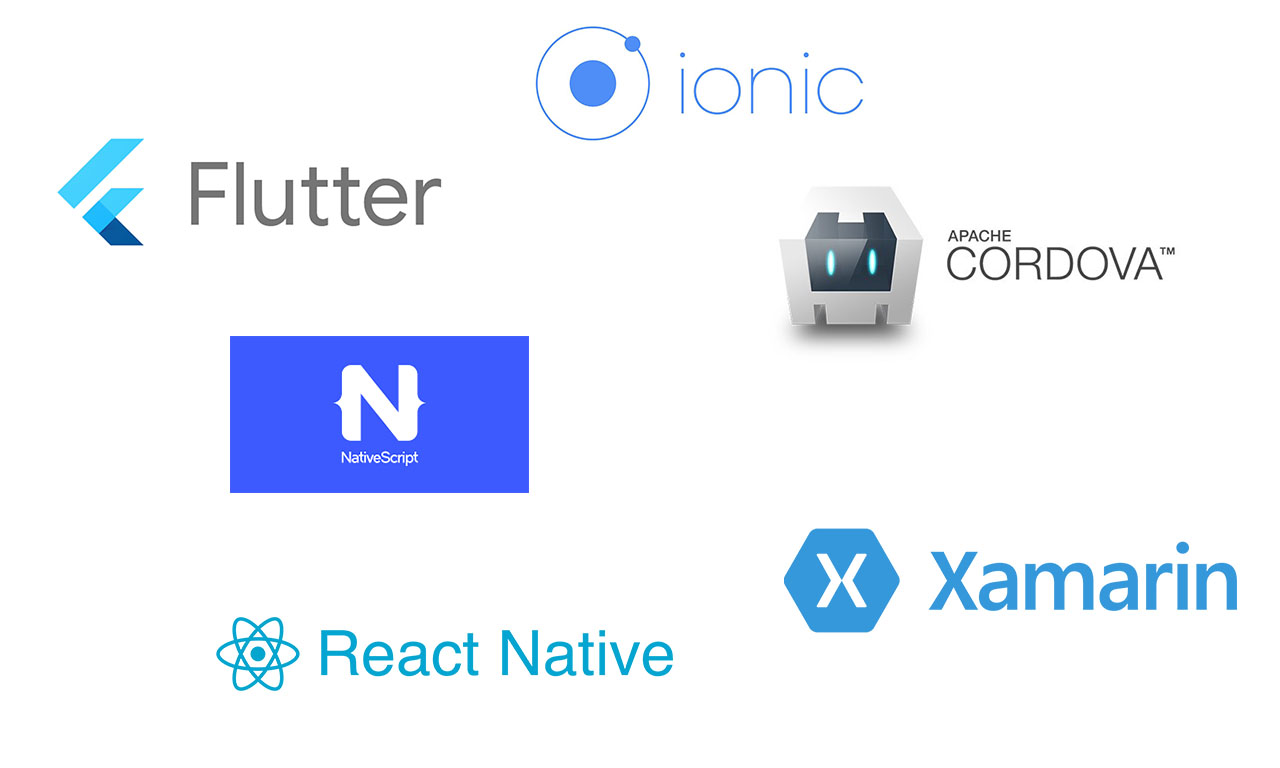 ionic
Flutter
APACHE
CORDOVA™
N
NativeScript
X Xamarin
React Native